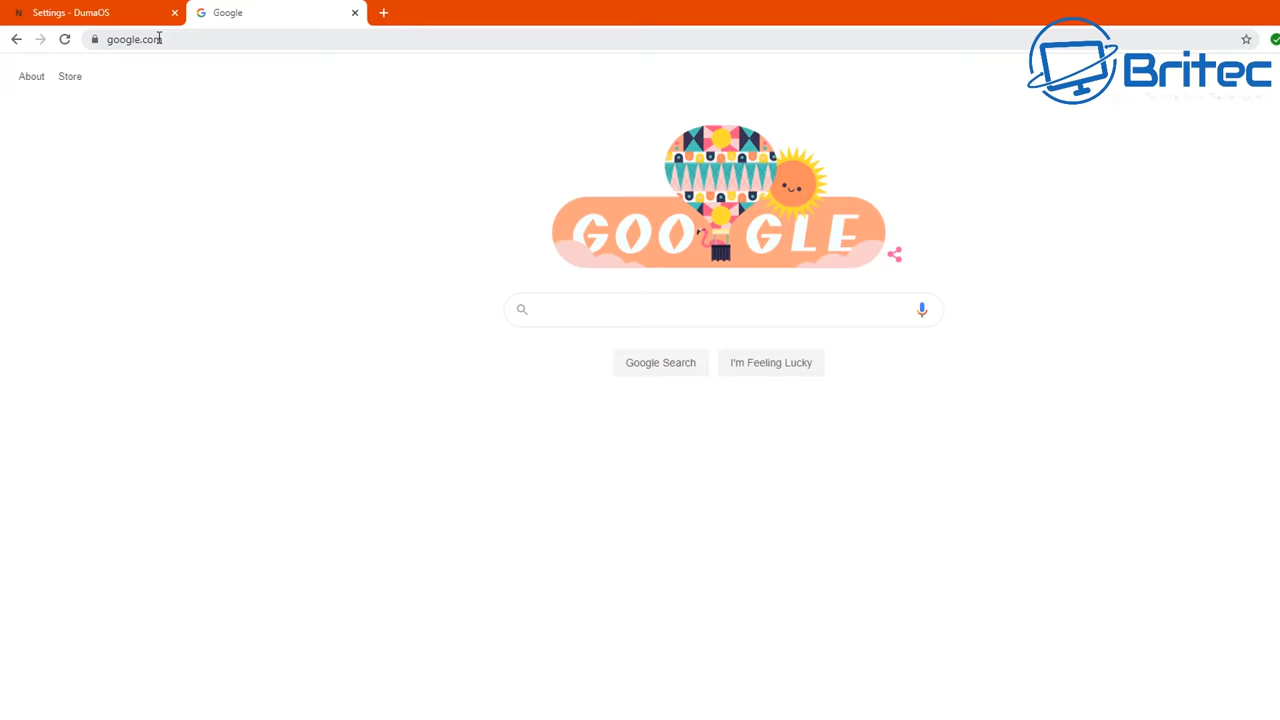 Settings - DumaOS
Google
google.com
Britec
About
Store
GOOGLE
Google Search
I'm Feeling Lucky